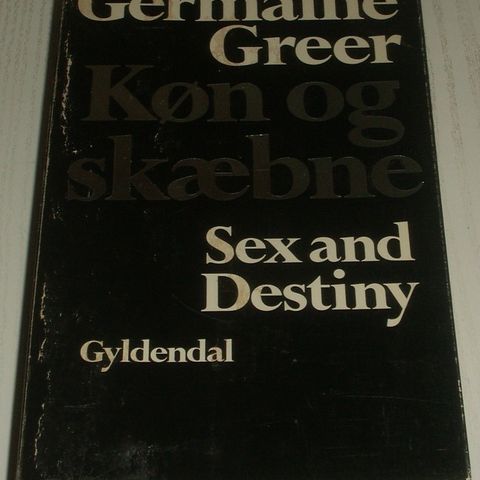 Germaine
Greer
Køn og
skæbne
Sex and
Destiny
Gyldendal